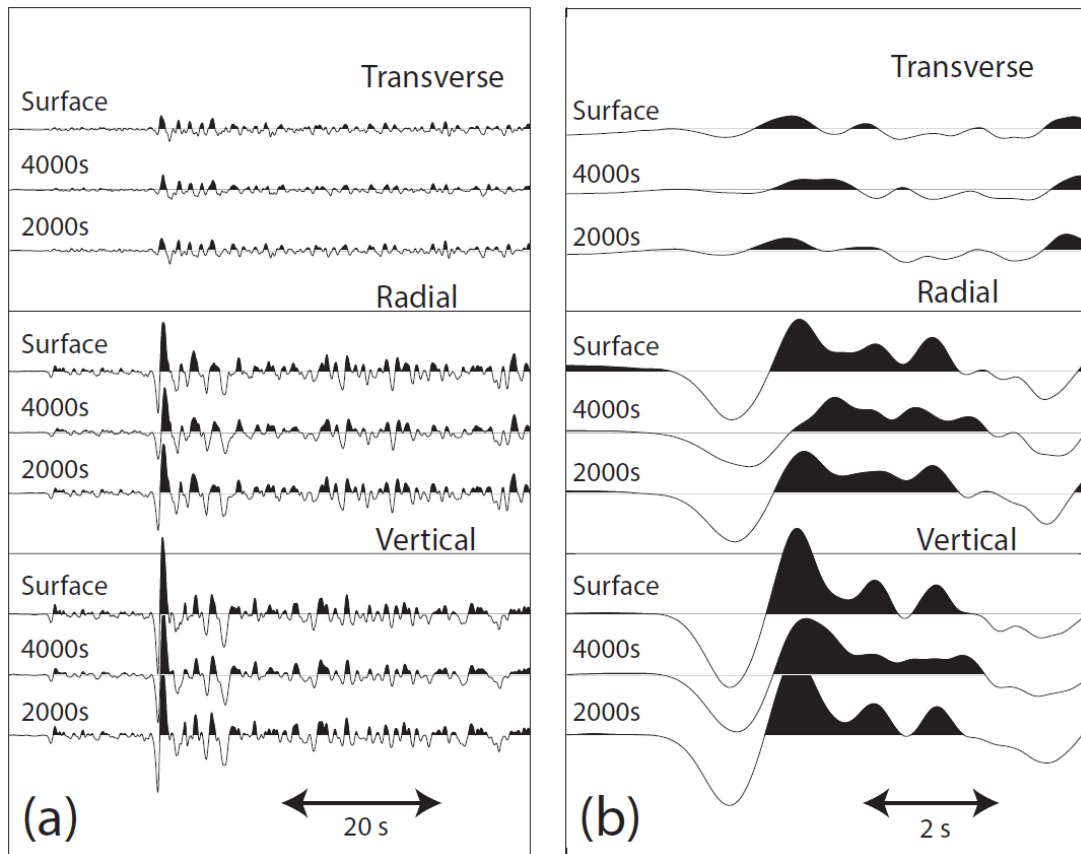 Transverse
Surface
4000s
2000s
Radial
Surface
4000s
2000s
Vertical
Surface
4000s
2000s
(a)
20 s
Transverse
Surface
4000s
2000s
Radial
Surface
4000s
2000s
Vertical
Surface
4000s
2000s
(b)
2 s